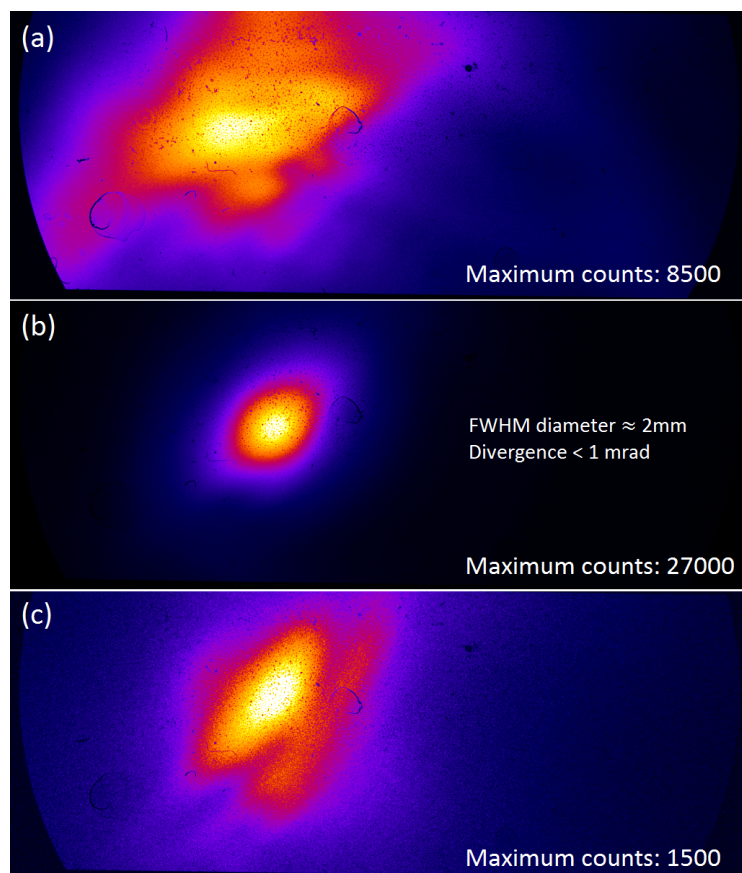 (a)
Maximum counts: 8500
(b)
FWHM diameter ≈ 2mm
Divergence < 1 mrad
Maximum counts: 27000
(c)
Maximum counts: 1500